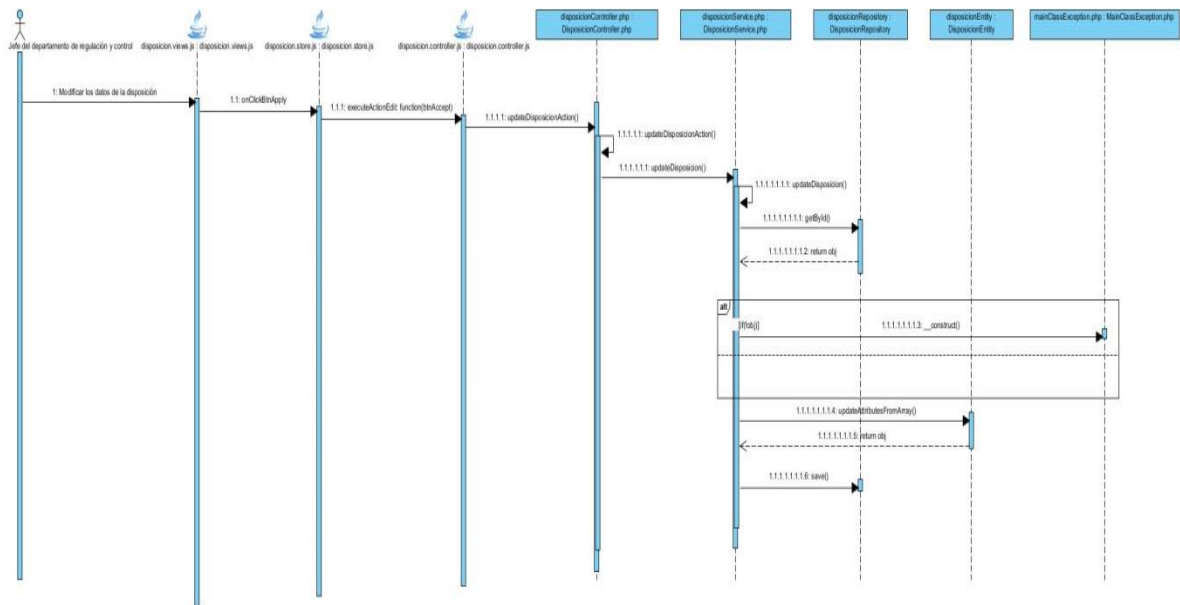 disposicionController.php :
DisposicionController.php
disposicionService.php :
DisposicionService.php
disposicionRepository :
DisposicionRepository
disposicionEntity :
DisposicionEntity
mainClassException.php : MainClassException.php
Jefe del departamento de regulación y control
disposicion.views.js : disposicion.views.js
disposicion.store.js : disposicion.store.js
disposicion.controller.js : disposicion.controller.js
1: Modificar los datos de la disposición
1.1: onClickBtnApply
1.1.1: executeActionEdit: function(btnAccept)
1.1.1.1: updateDisposicionAction()
1.1.1.1.1: updateDisposicionAction()
1.1.1.1.1.1: updateDisposicion()
1.1.1.1.1.1.1: updateDisposicion()
1.1.1.1.1.1.1.1: getById()
1.1.1.1.1.1.1.2: return obj
alt
[if(!obj)]
1.1.1.1.1.1.1.3: __construct()
1.1.1.1.1.1.1.4: updateAttributesFromArray()
1.1.1.1.1.1.1.5: return obj
1.1.1.1.1.1.1.6: save()